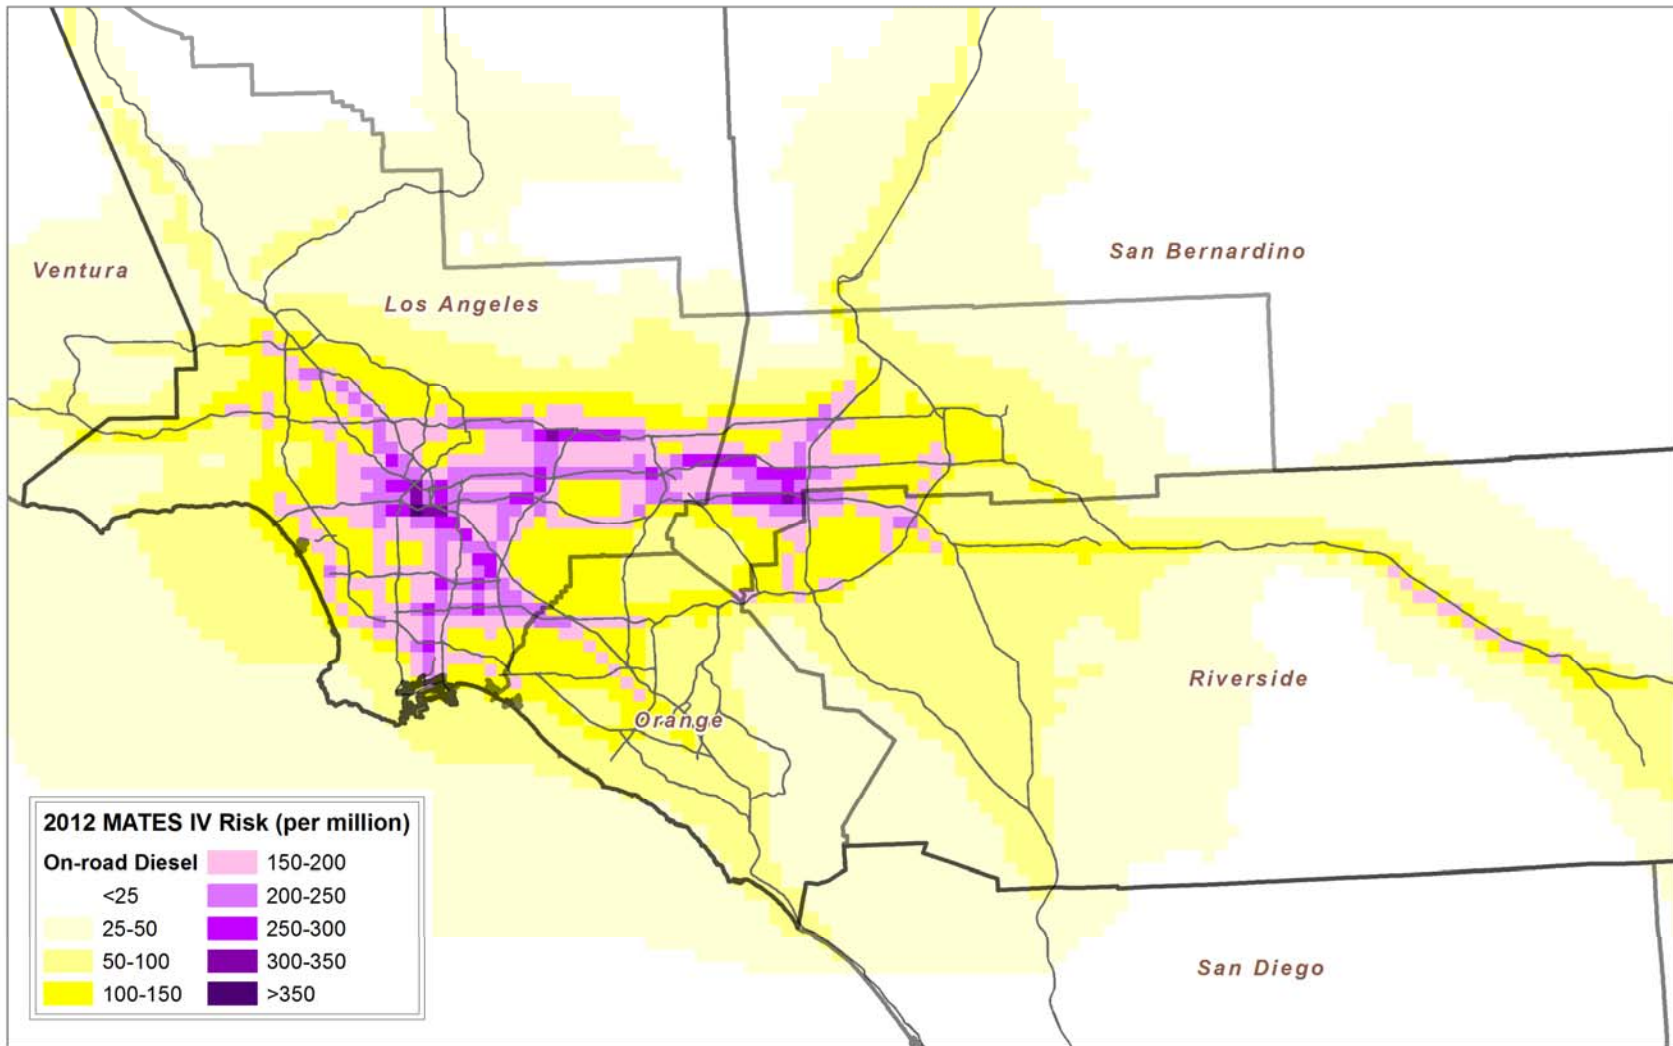 San Bernardino
Ventura
Los Angeles
Riverside
Orange
San Diego
2012 MATES IV Risk (per million)
On-road Diesel
<25
25-50
50-100
100-150
150-200
200-250
250-300
300-350
>350